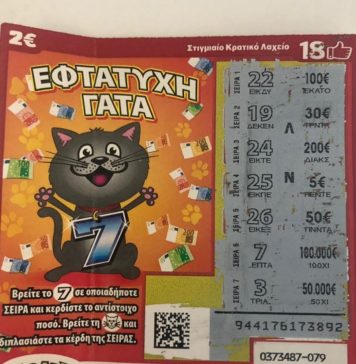 2€
Στιγμιαίο Κρατικό Λαχείο
18
ΕΦΤΑΤΥΧΗ
ΓΑΤΑ
7
ΣΕΙΡΑ 1 22 100€
ΕΙΚΔΥ ΕΚΑΤΟ
ΣΕΙΡΑ 2 19 30€
ΔΕΚΕΝ ΤΡΝΤ
Λ
ΣΕΙΡΑ 3 24 200€
ΕΙΚΤΕ ΔΙΑΚΣ
ΣΕΙΡΑ 4 25 Ν 5€
ΕΙΚΠΕ ΠΕΝΤΕ
ΣΕΙΡΑ 5 26 50€
ΕΙΚΕΞ ΠΝΝΤΑ
ΣΕΙΡΑ 6 7 100.000€
ΕΠΤΑ 100ΧΙ
ΣΕΙΡΑ 7 3 50.000€
ΤΡΙΑ 50ΧΙ
944175173892
Βρείτε το 7 σε οποιαδήποτε
ΣΕΙΡΑ και κερδίστε το αντίστοιχο
ποσό. Βρείτε τη και
διπλασιάστε τα κέρδη της ΣΕΙΡΑΣ.
0373487-079